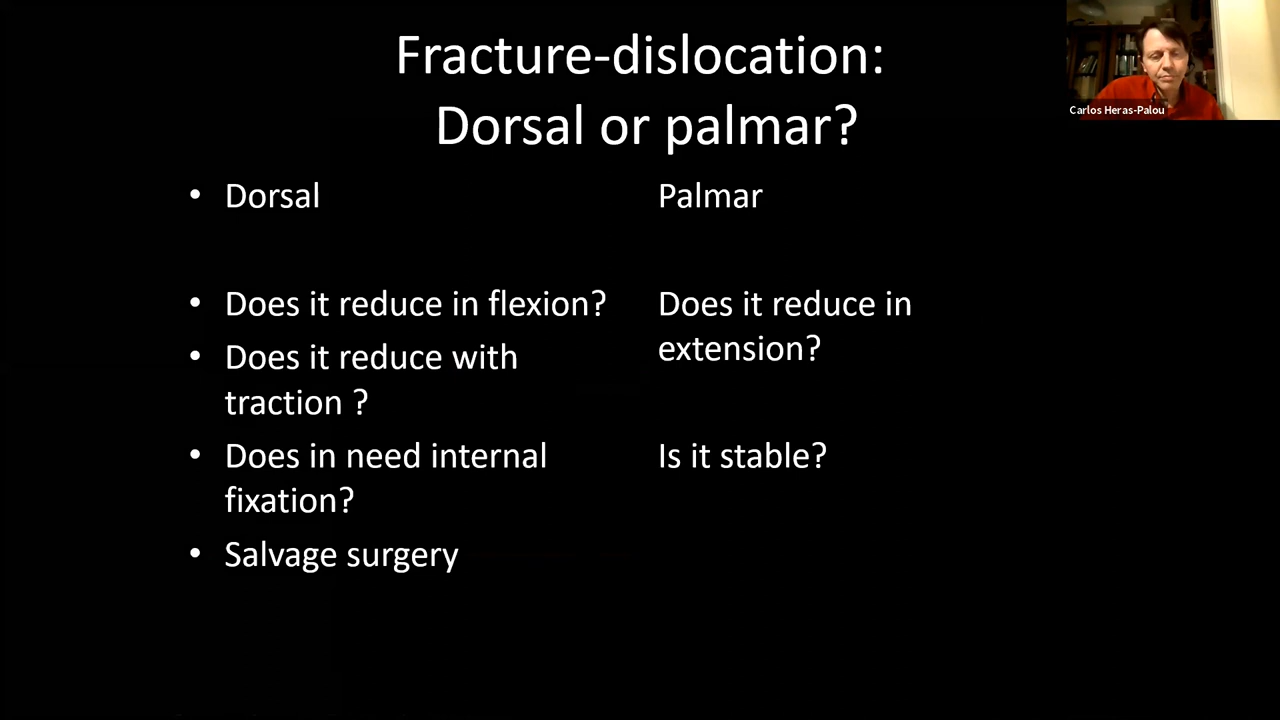 Fracture-dislocation:
Dorsal or palmar?
Carlos Heras-Palou
• Dorsal
Palmar
• Does it reduce in flexion?
• Does it reduce with
traction ?
• Does in need internal
fixation?
• Salvage surgery
Does it reduce in
extension?
Is it stable?